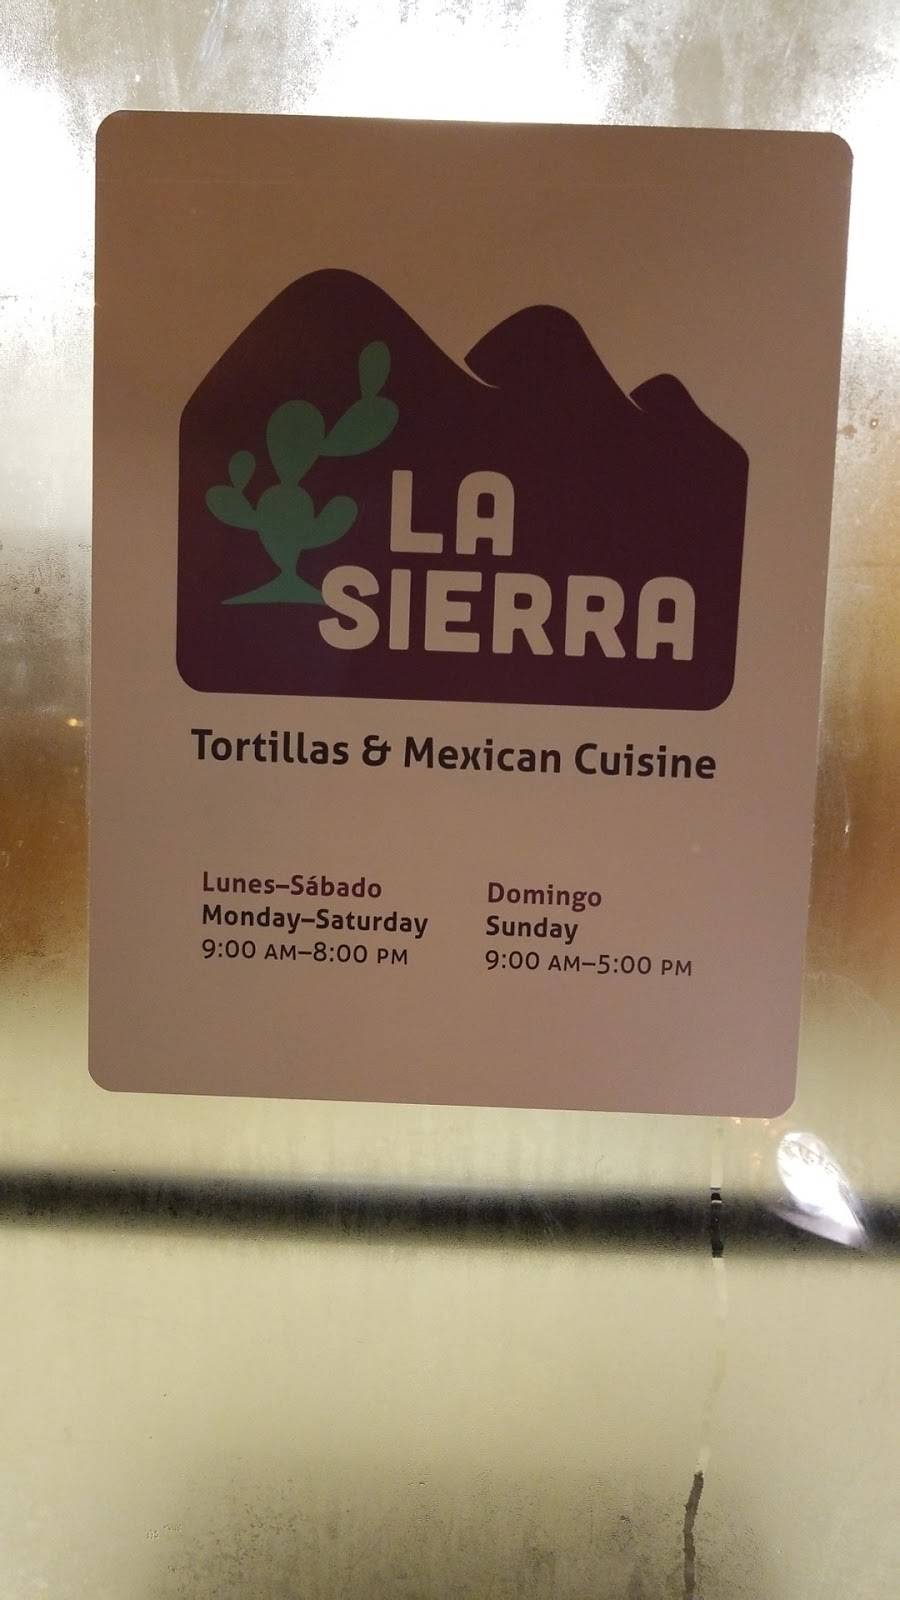 LA
SIERRA
Tortillas & Mexican Cuisine
Lunes–Sábado
Monday–Saturday
9:00 AM–8:00 PM
Domingo
Sunday
9:00 AM–5:00 PM